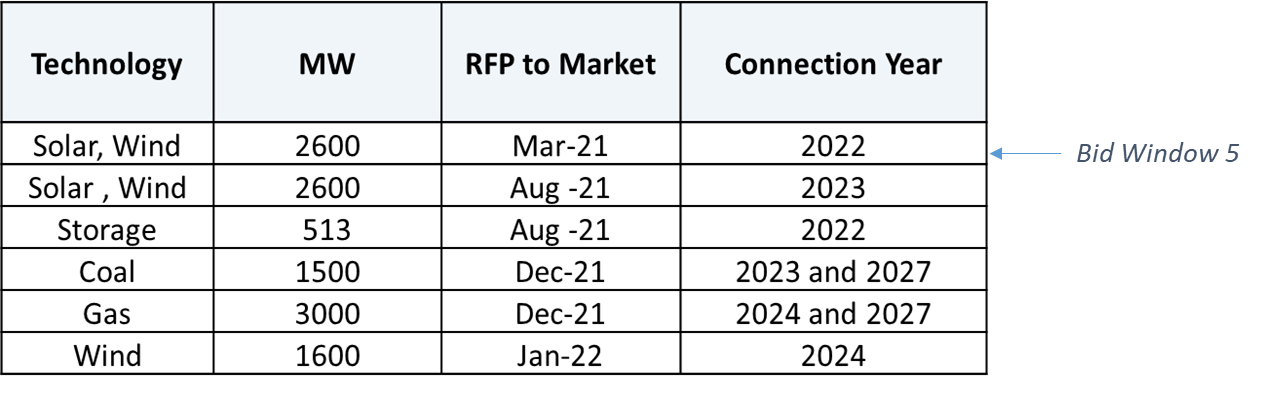 Technology MW RFP to Market Connection Year
Solar, Wind 2600 Mar-21 2022
Bid Window 5
Solar , Wind 2600 Aug -21 2023
Storage 513 Aug -21 2022
Coal 1500 Dec-21 2023 and 2027
Gas 3000 Dec-21 2024 and 2027
Wind 1600 Jan-22 2024